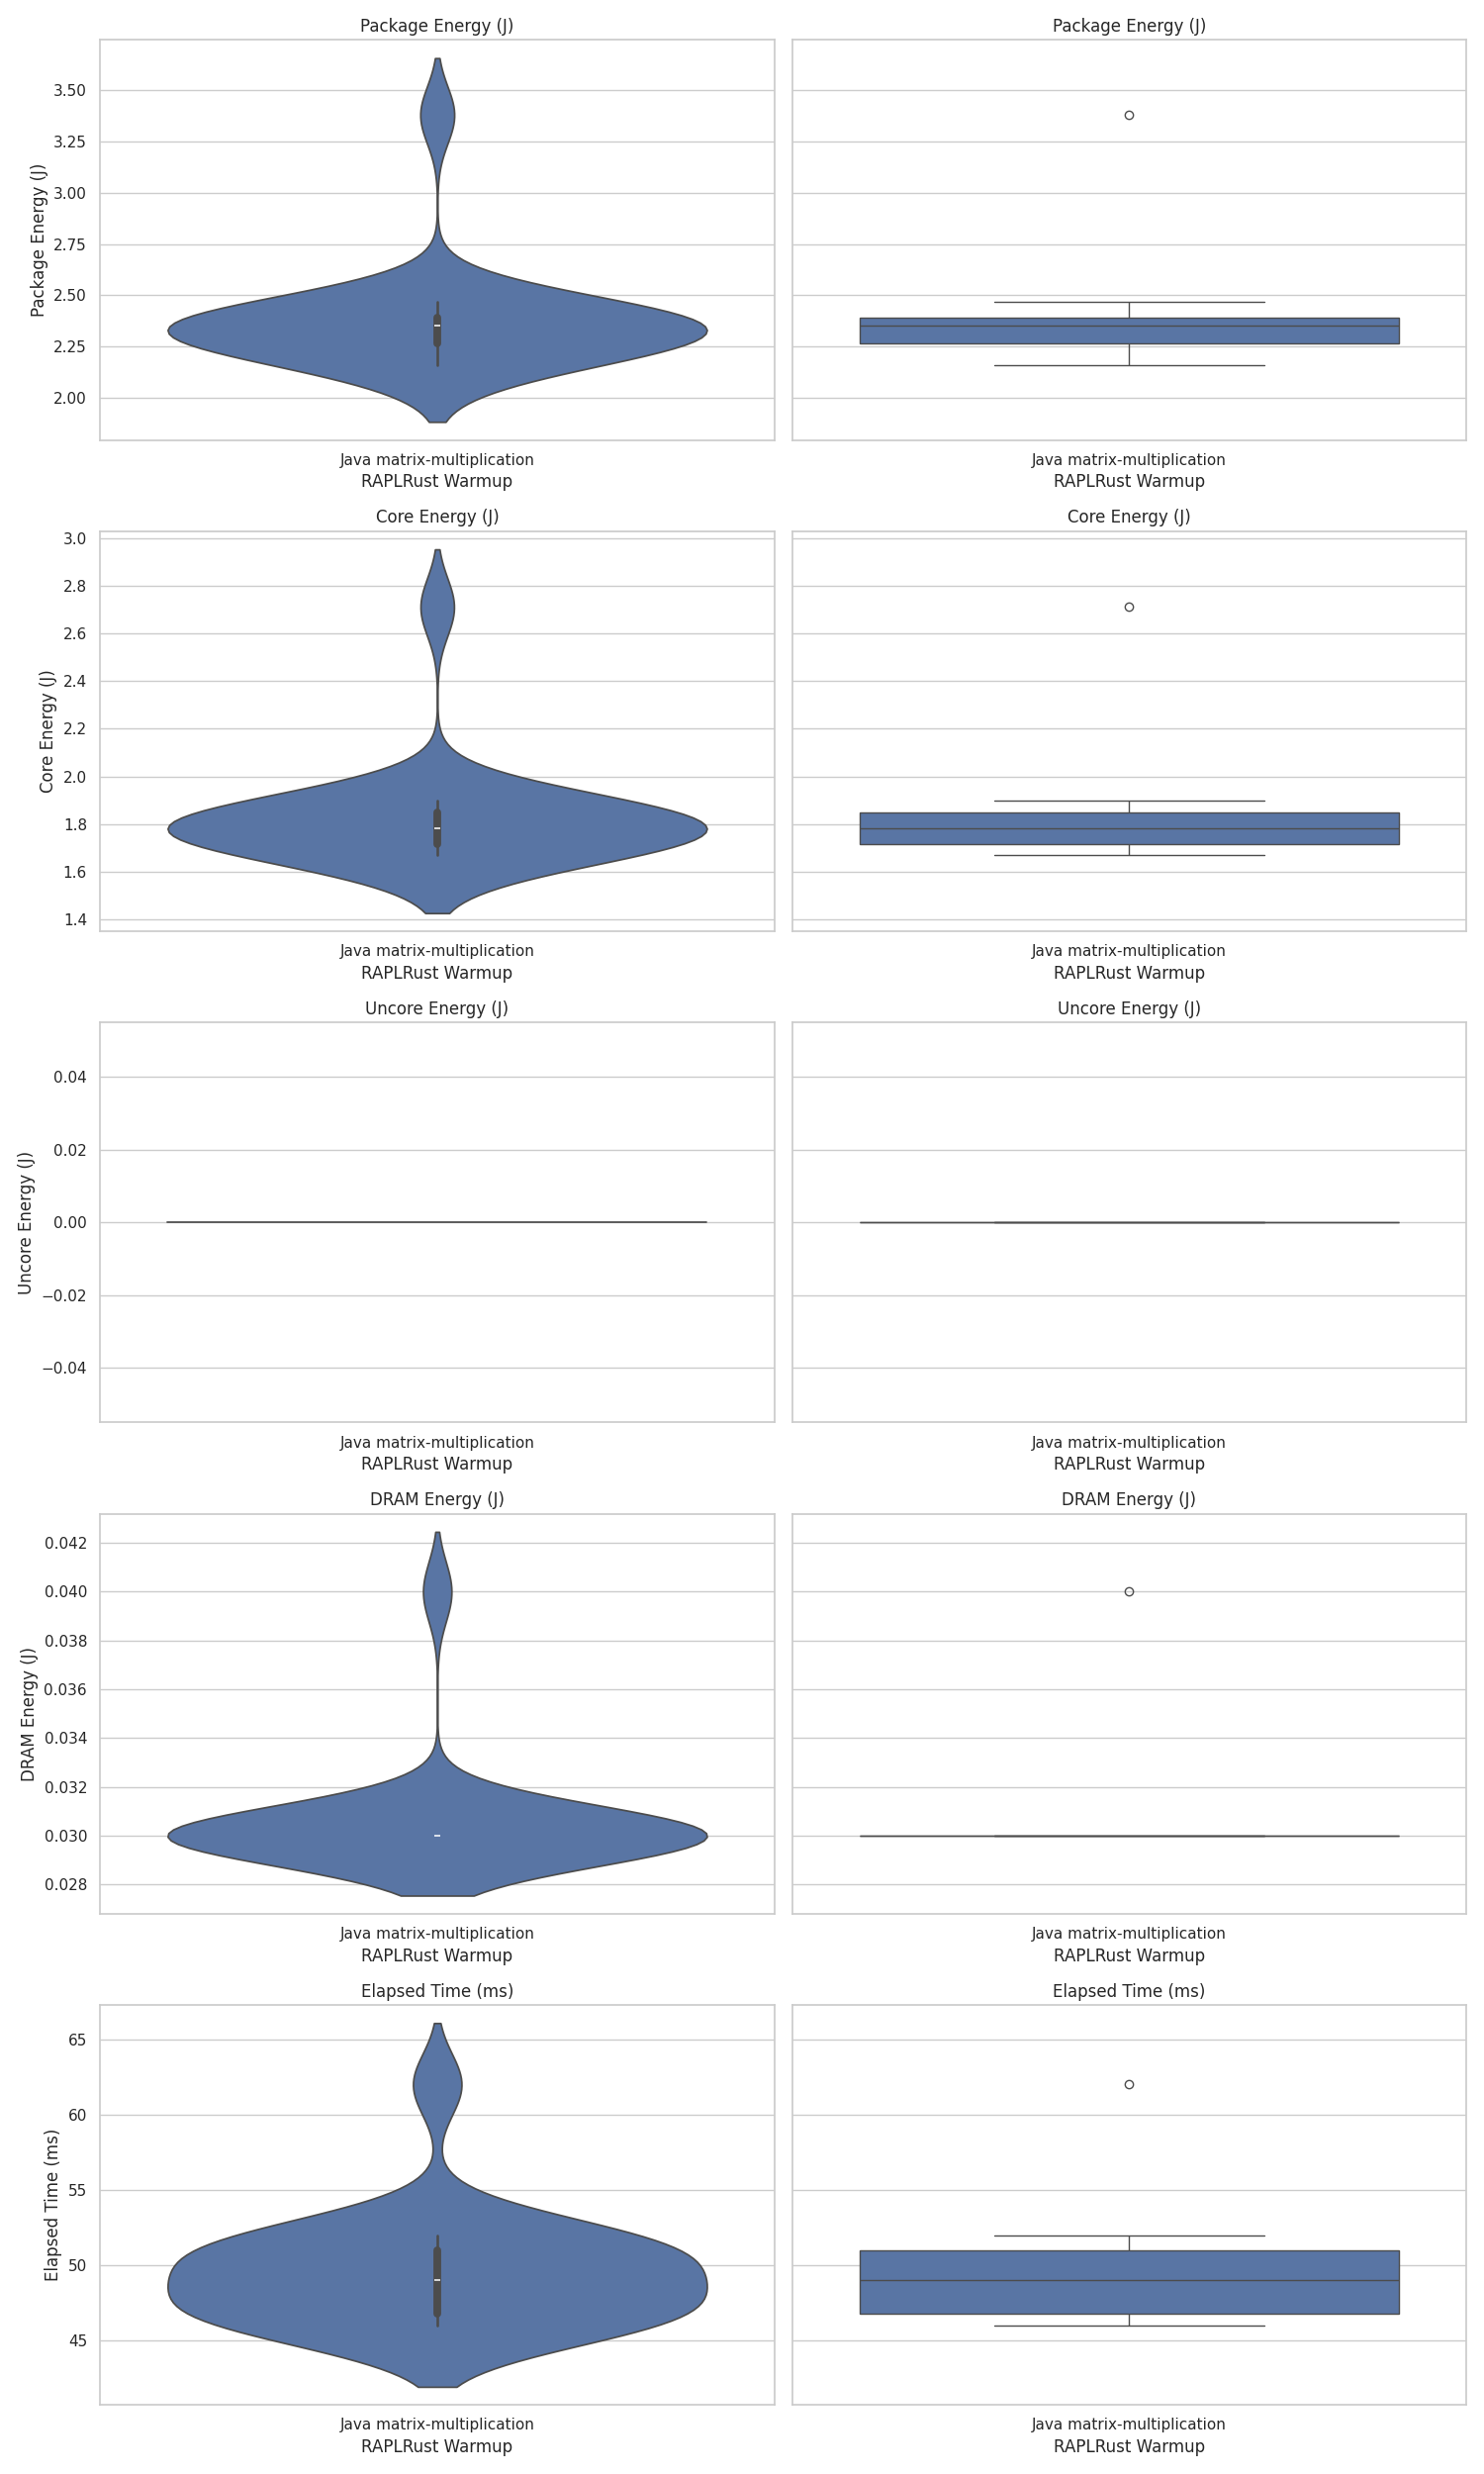 Package Energy (J)
Package Energy (J)
Package Energy (J)
3.50
3.25
3.00
2.75
2.50
2.25
2.00
Java matrix-multiplication
Java matrix-multiplication
RAPLRust Warmup
RAPLRust Warmup
Core Energy (J)
Core Energy (J)
Core Energy (J)
3.0
2.8
2.6
2.4
2.2
2.0
1.8
1.6
1.4
Java matrix-multiplication
Java matrix-multiplication
RAPLRust Warmup
RAPLRust Warmup
Uncore Energy (J)
Uncore Energy (J)
Uncore Energy (J)
0.04
0.02
0.00
−0.02
−0.04
Java matrix-multiplication
Java matrix-multiplication
RAPLRust Warmup
RAPLRust Warmup
DRAM Energy (J)
DRAM Energy (J)
DRAM Energy (J)
0.042
0.040
0.038
0.036
0.034
0.032
0.030
0.028
Java matrix-multiplication
Java matrix-multiplication
RAPLRust Warmup
RAPLRust Warmup
Elapsed Time (ms)
Elapsed Time (ms)
Elapsed Time (ms)
65
60
55
50
45
Java matrix-multiplication
Java matrix-multiplication
RAPLRust Warmup
RAPLRust Warmup